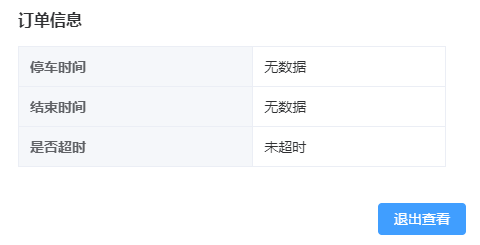 订单信息
停车时间 无数据
结束时间 无数据
是否超时 未超时
退出查看